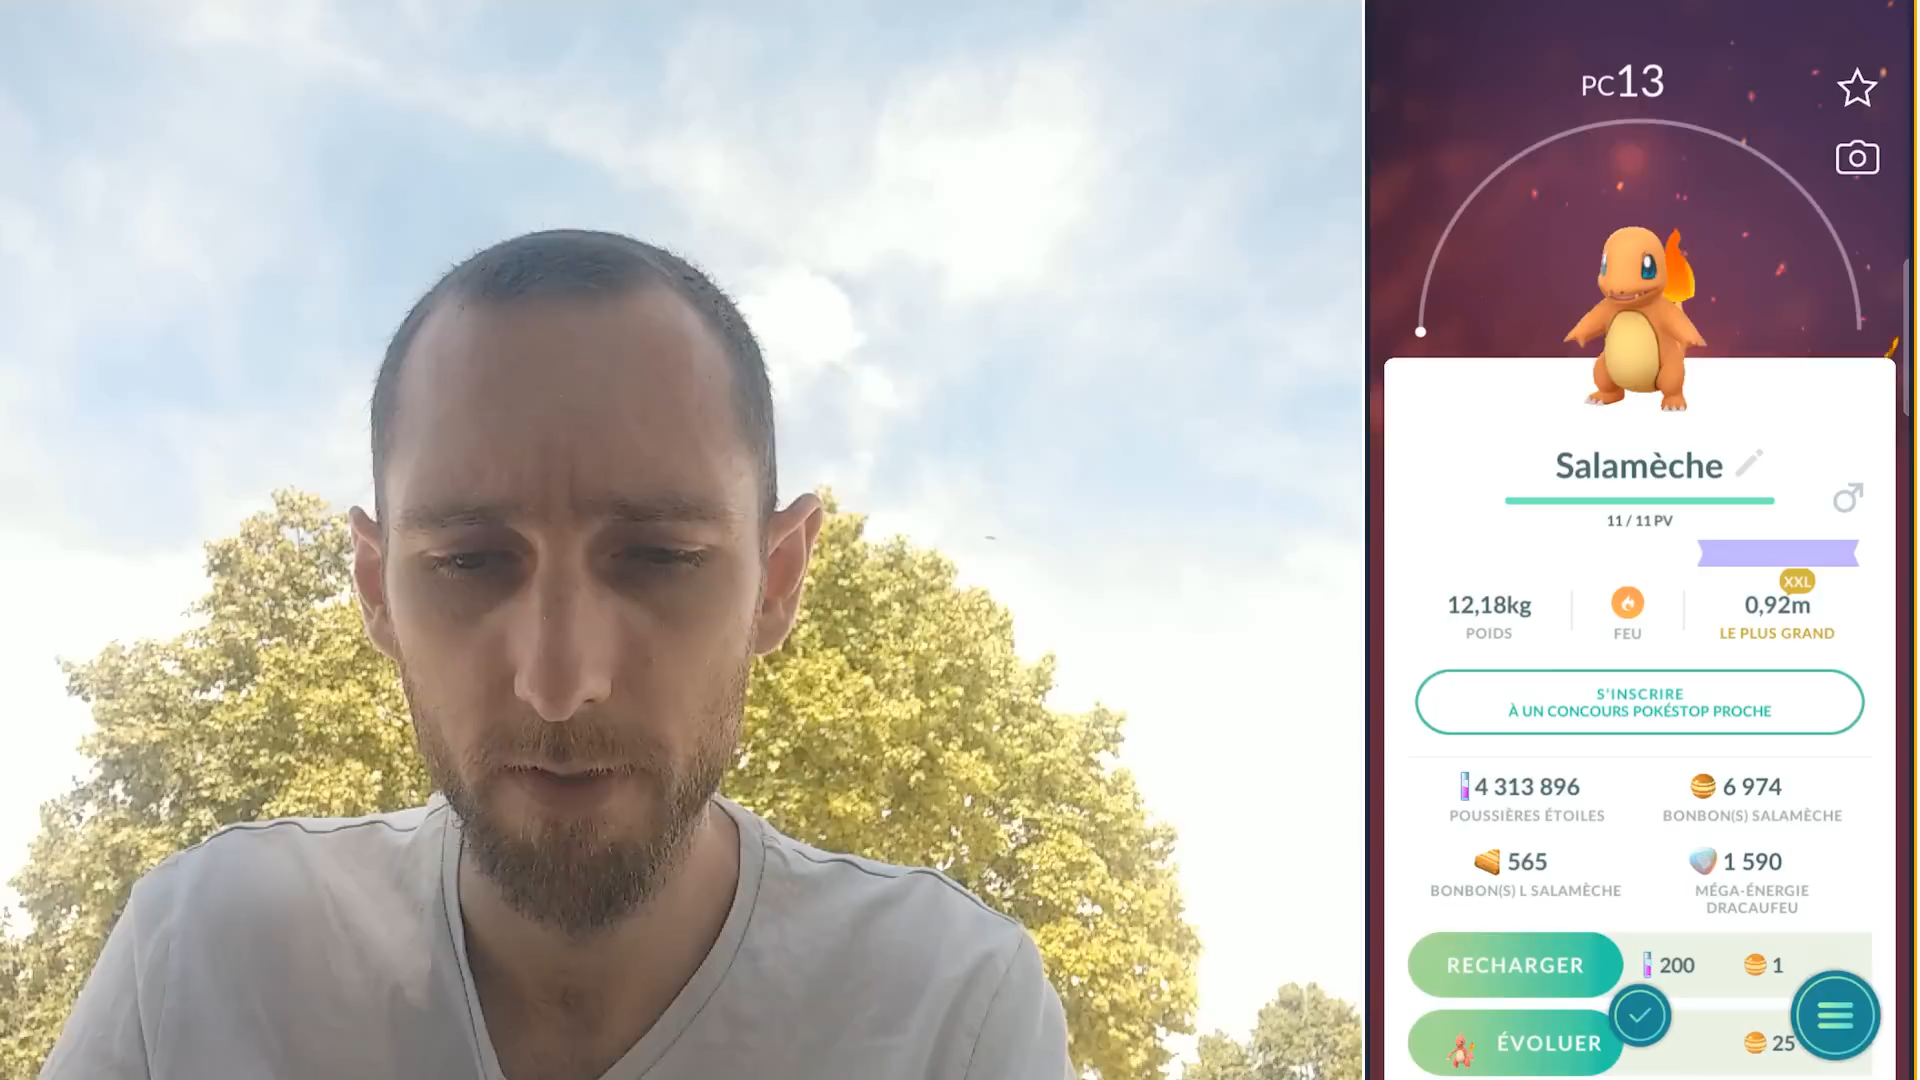 PC13
Salamèche
11 / 11 PV
XXL
12,18kg
0,92m
POIDS
FEU
LE PLUS GRAND
S'INSCRIRE
À UN CONCOURS POKÉSTOP PROCHE
4 313 896
6 974
POUSSIÈRES ÉTOILES
BONBON(S) SALAMÈCHE
565
1 590
BONBON(S) L SALAMÈCHE
MÉGA-ÉNERGIE
DRACAUFEU
RECHARGER
200
1
ÉVOLUER
25